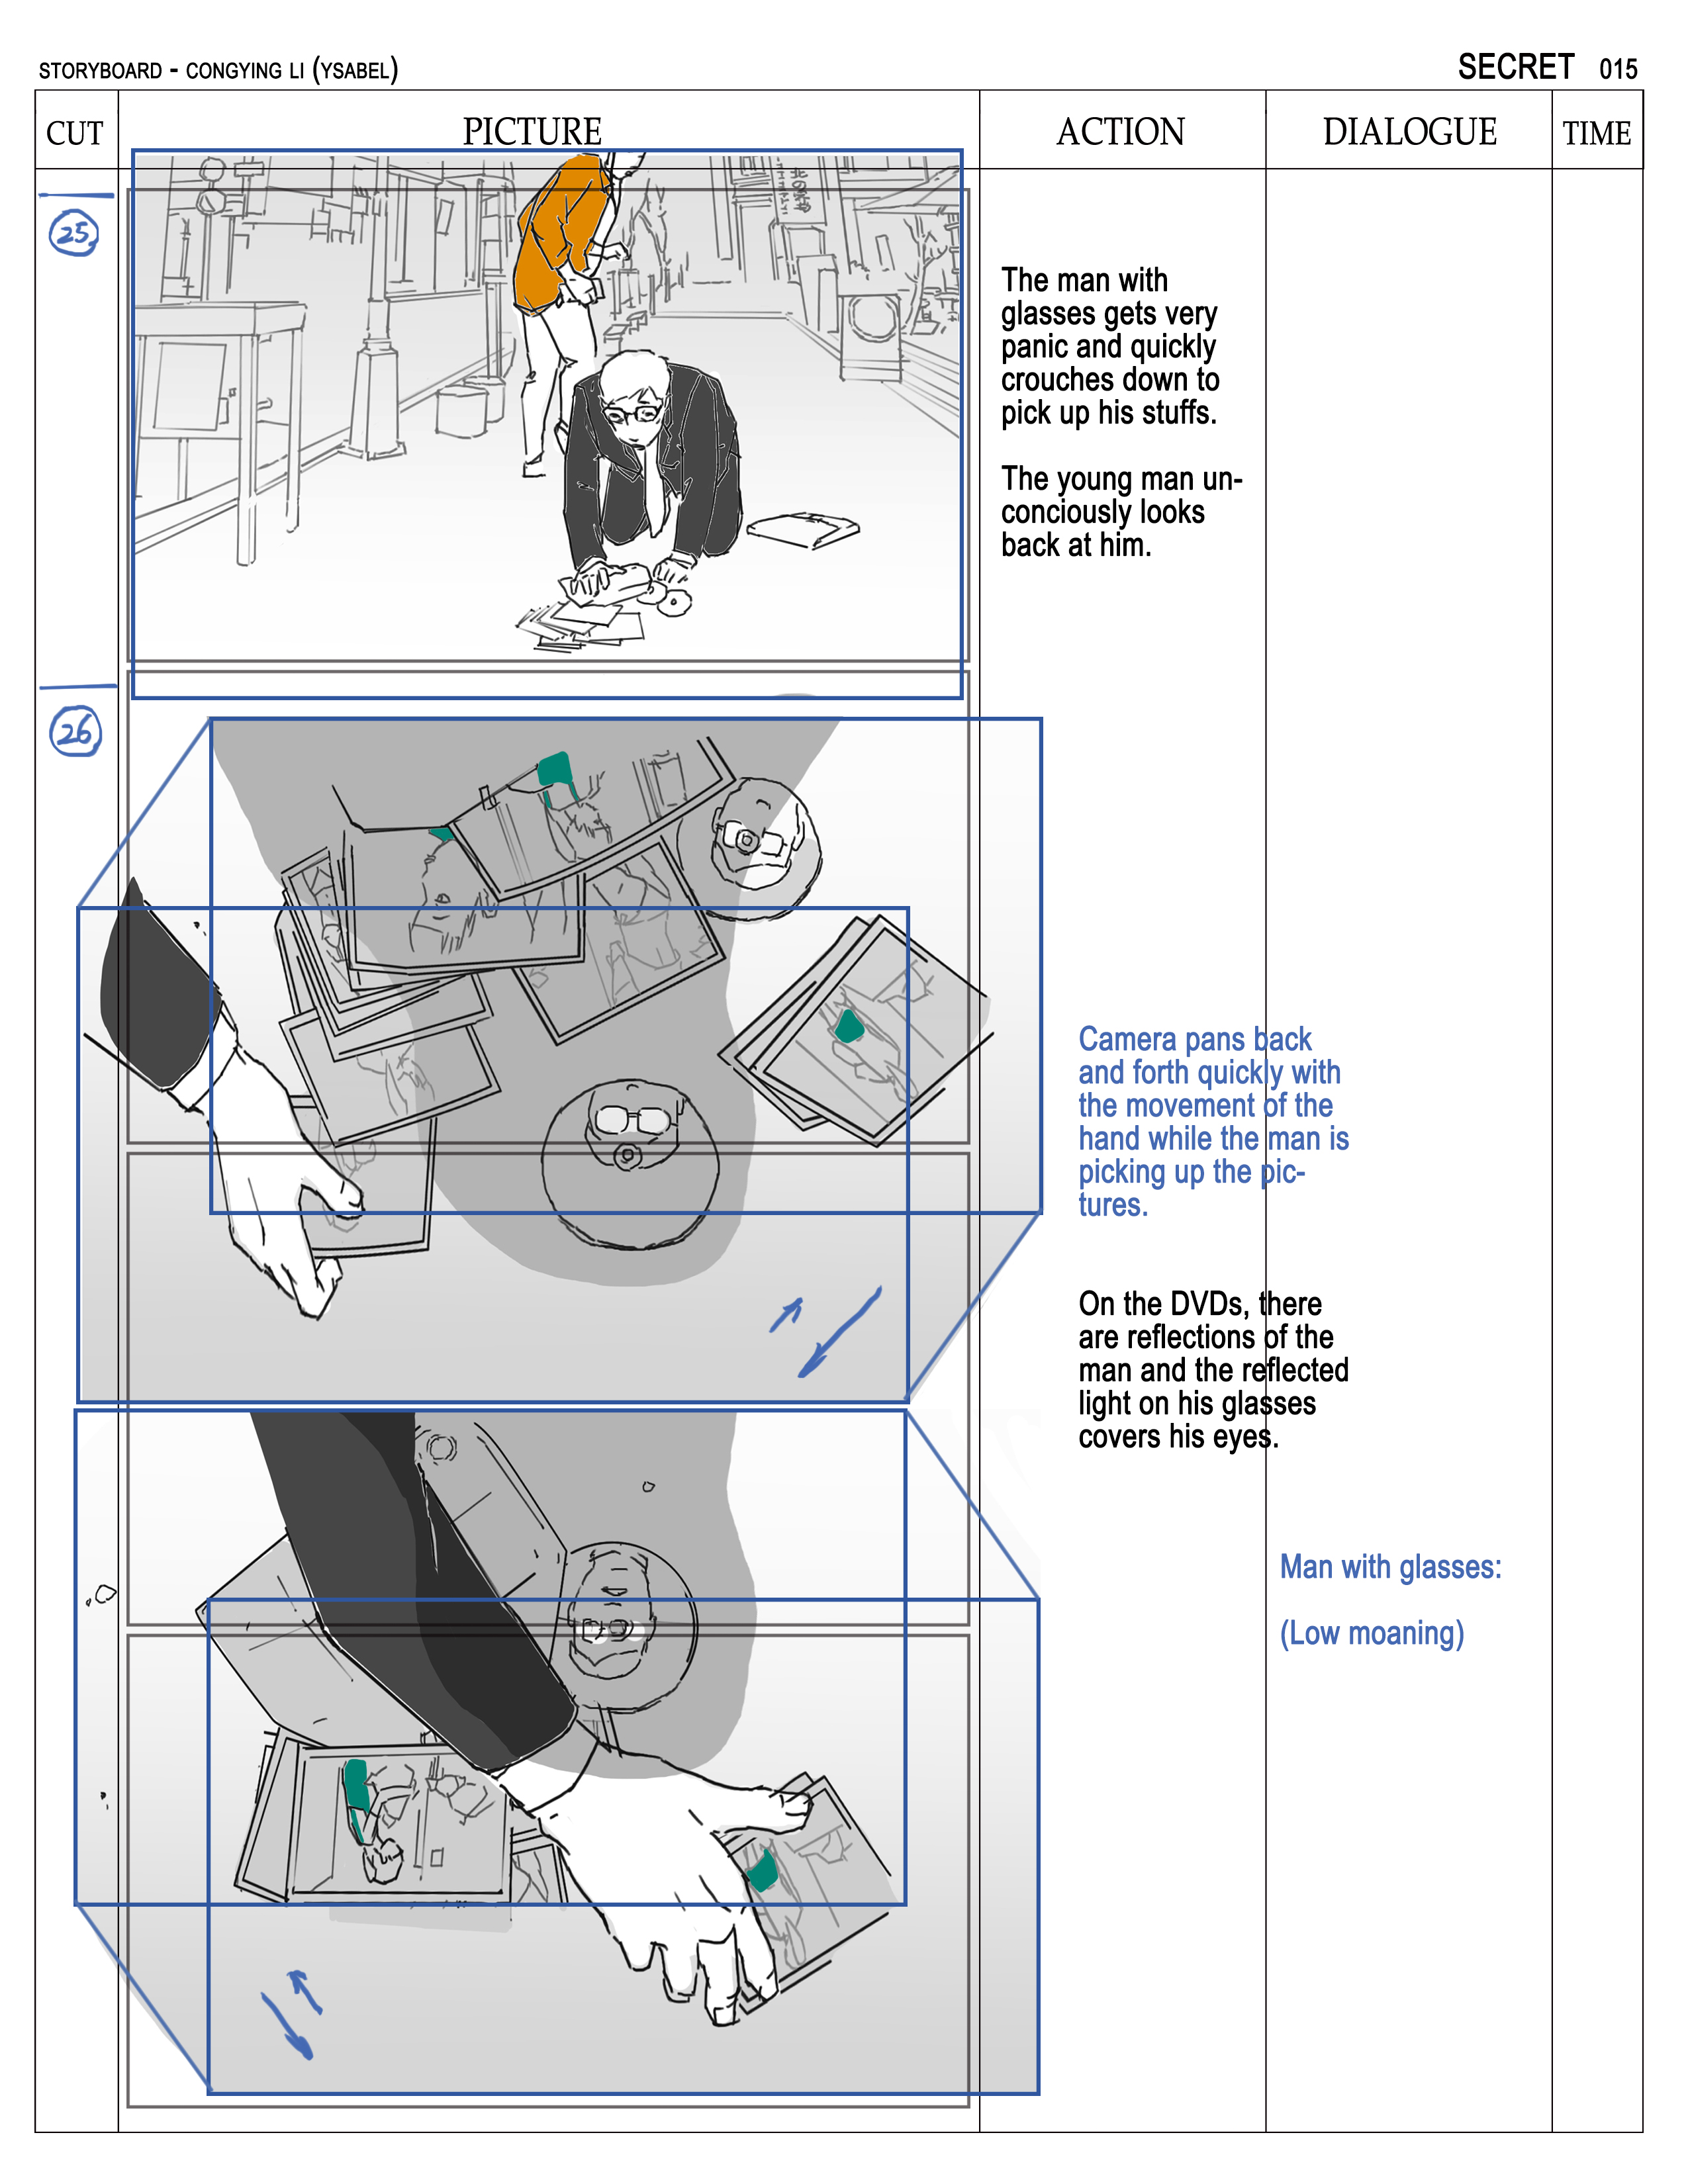 STORYBOARD - CONGYING LI (YSABEL)
SECRET 015
CUT PICTURE ACTION DIALOGUE TIME
25
The man with
glasses gets very
panic and quickly
crouches down to
pick up his stuffs.
The young man un-
conciously looks
back at him.
26
Camera pans back
and forth quickly with
the movement of the
hand while the man is
picking up the pic-
tures.
On the DVDs, there
are reflections of the
man and the reflected
light on his glasses
covers his eyes.
Man with glasses:
(Low moaning)